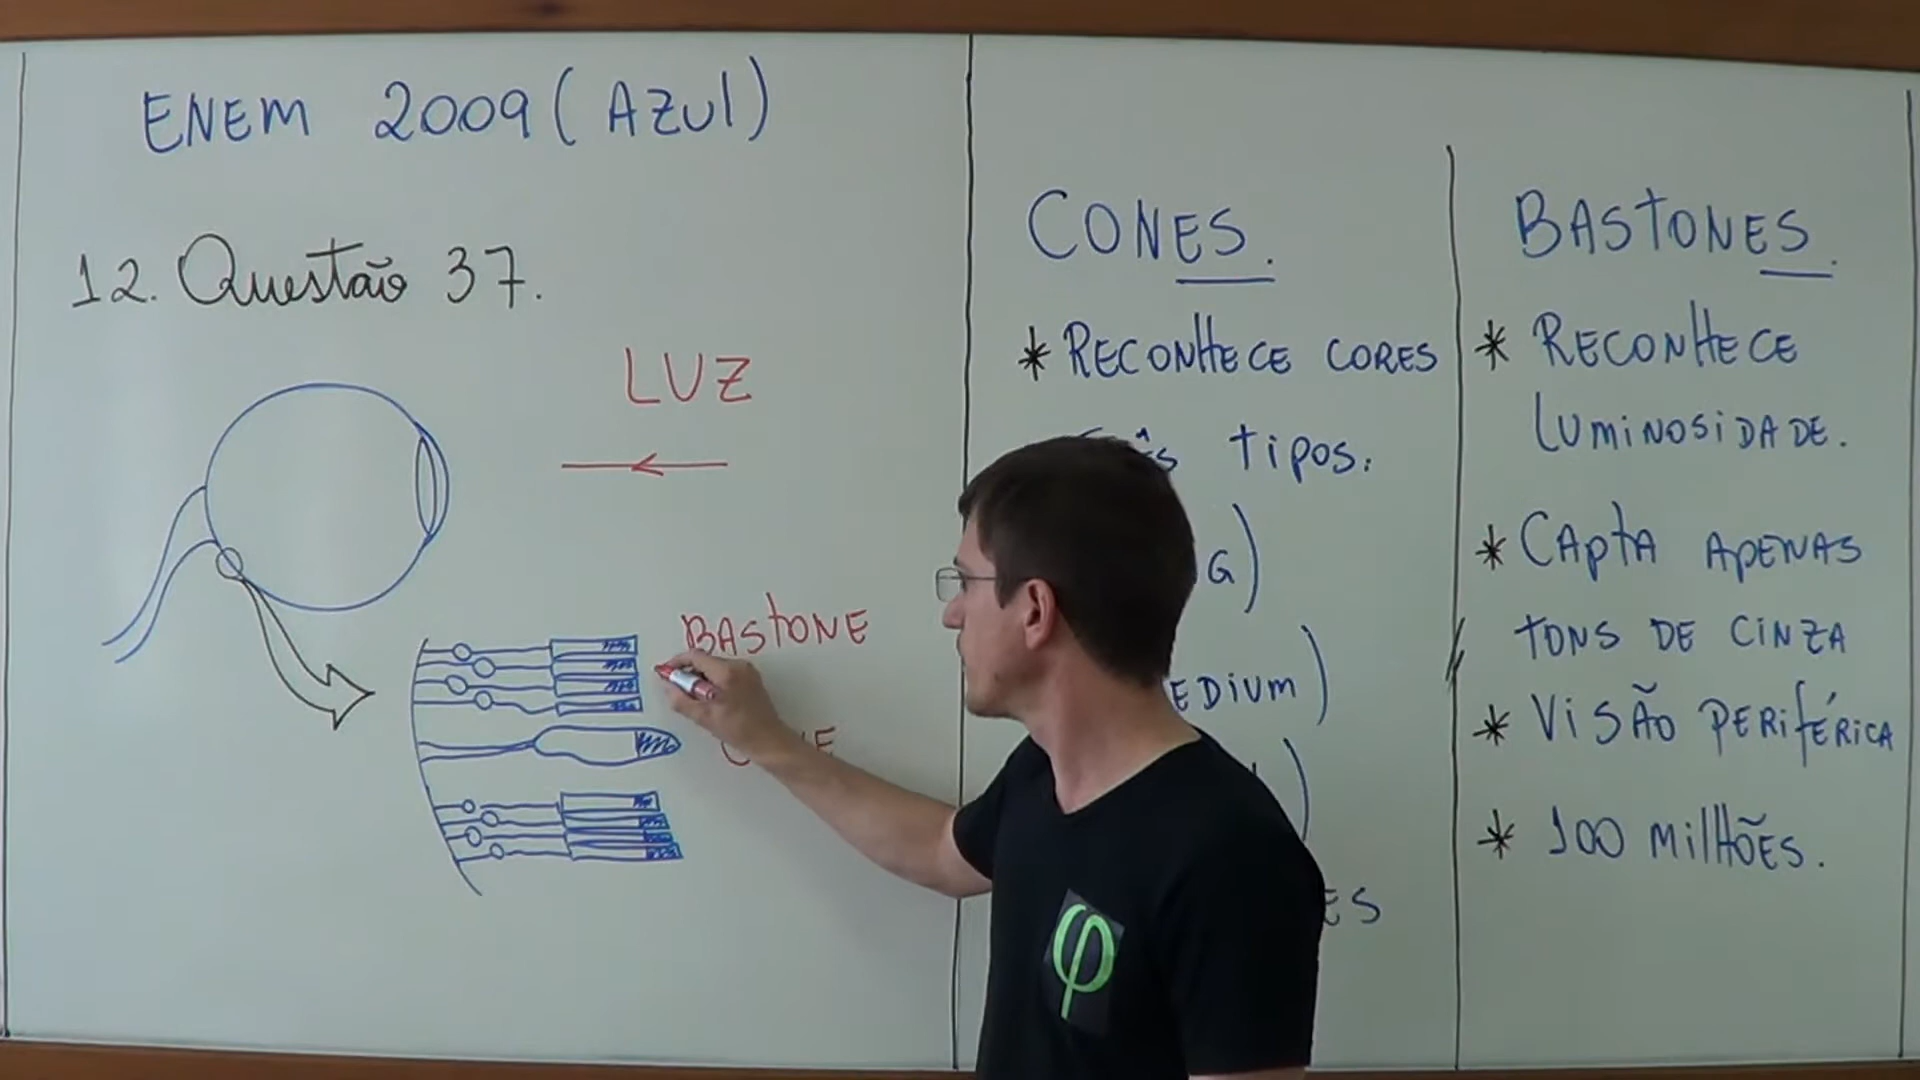 ENEM 2009 (AZUL)
12. Questão 37.
LUZ
BASTONE
CONES.
* RECONHECE CORES
TIPOS.
G)
EDIUM)
)
ES
BASTONES.
* RECONHECE
LUMINOSIDADE.
* CAPTA APENAS
TONS DE CINZA
* VISÃO PERIFÉRICA
* 100 MILHÕES.
φ